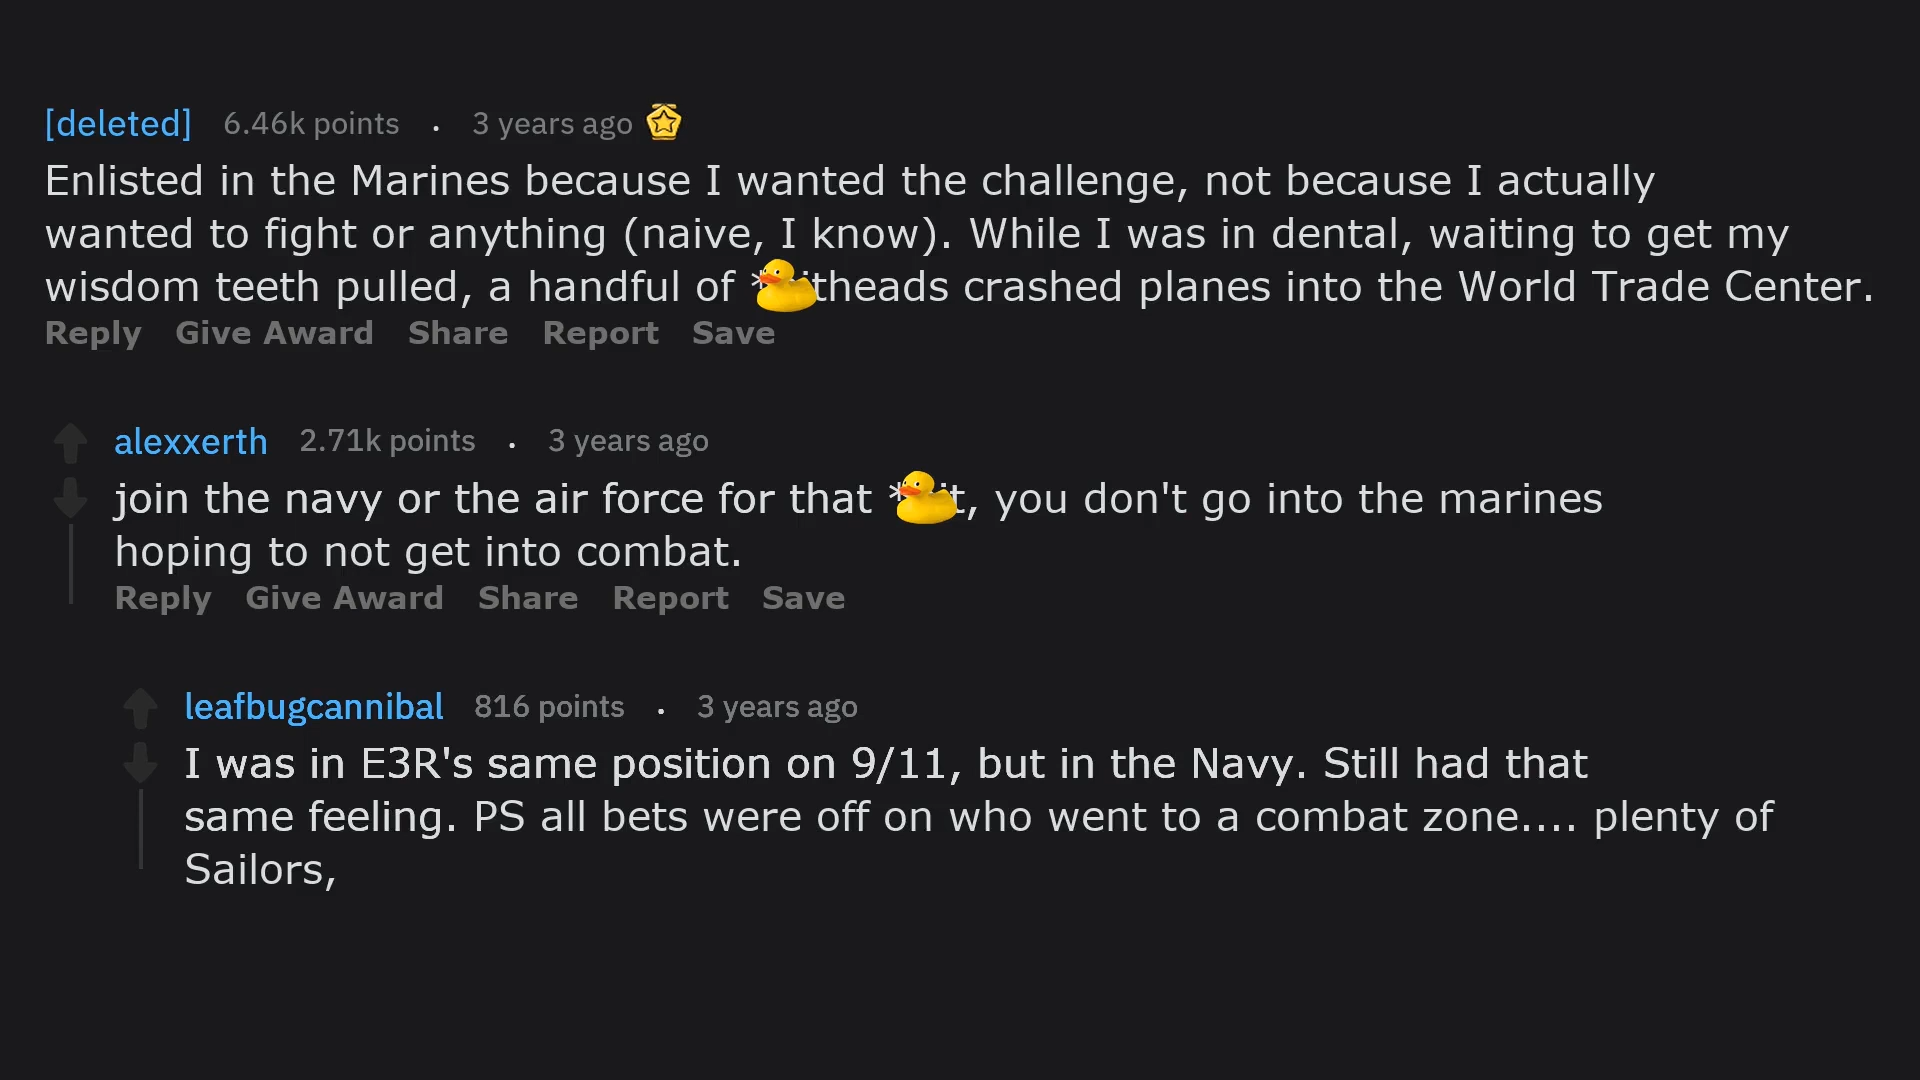 [deleted] 6.46k points . 3 years ago
Enlisted in the Marines because I wanted the challenge, not because I actually
wanted to fight or anything (naive, I know). While I was in dental, waiting to get my
wisdom teeth pulled, a handful of *itheads crashed planes into the World Trade Center.
Reply Give Award Share Report Save
alexxerth 2.71k points . 3 years ago
join the navy or the air force for that *it, you don't go into the marines
hoping to not get into combat.
Reply Give Award Share Report Save
leafbugcannibal 816 points . 3 years ago
I was in E3R's same position on 9/11, but in the Navy. Still had that
same feeling. PS all bets were off on who went to a combat zone.... plenty of
Sailors,